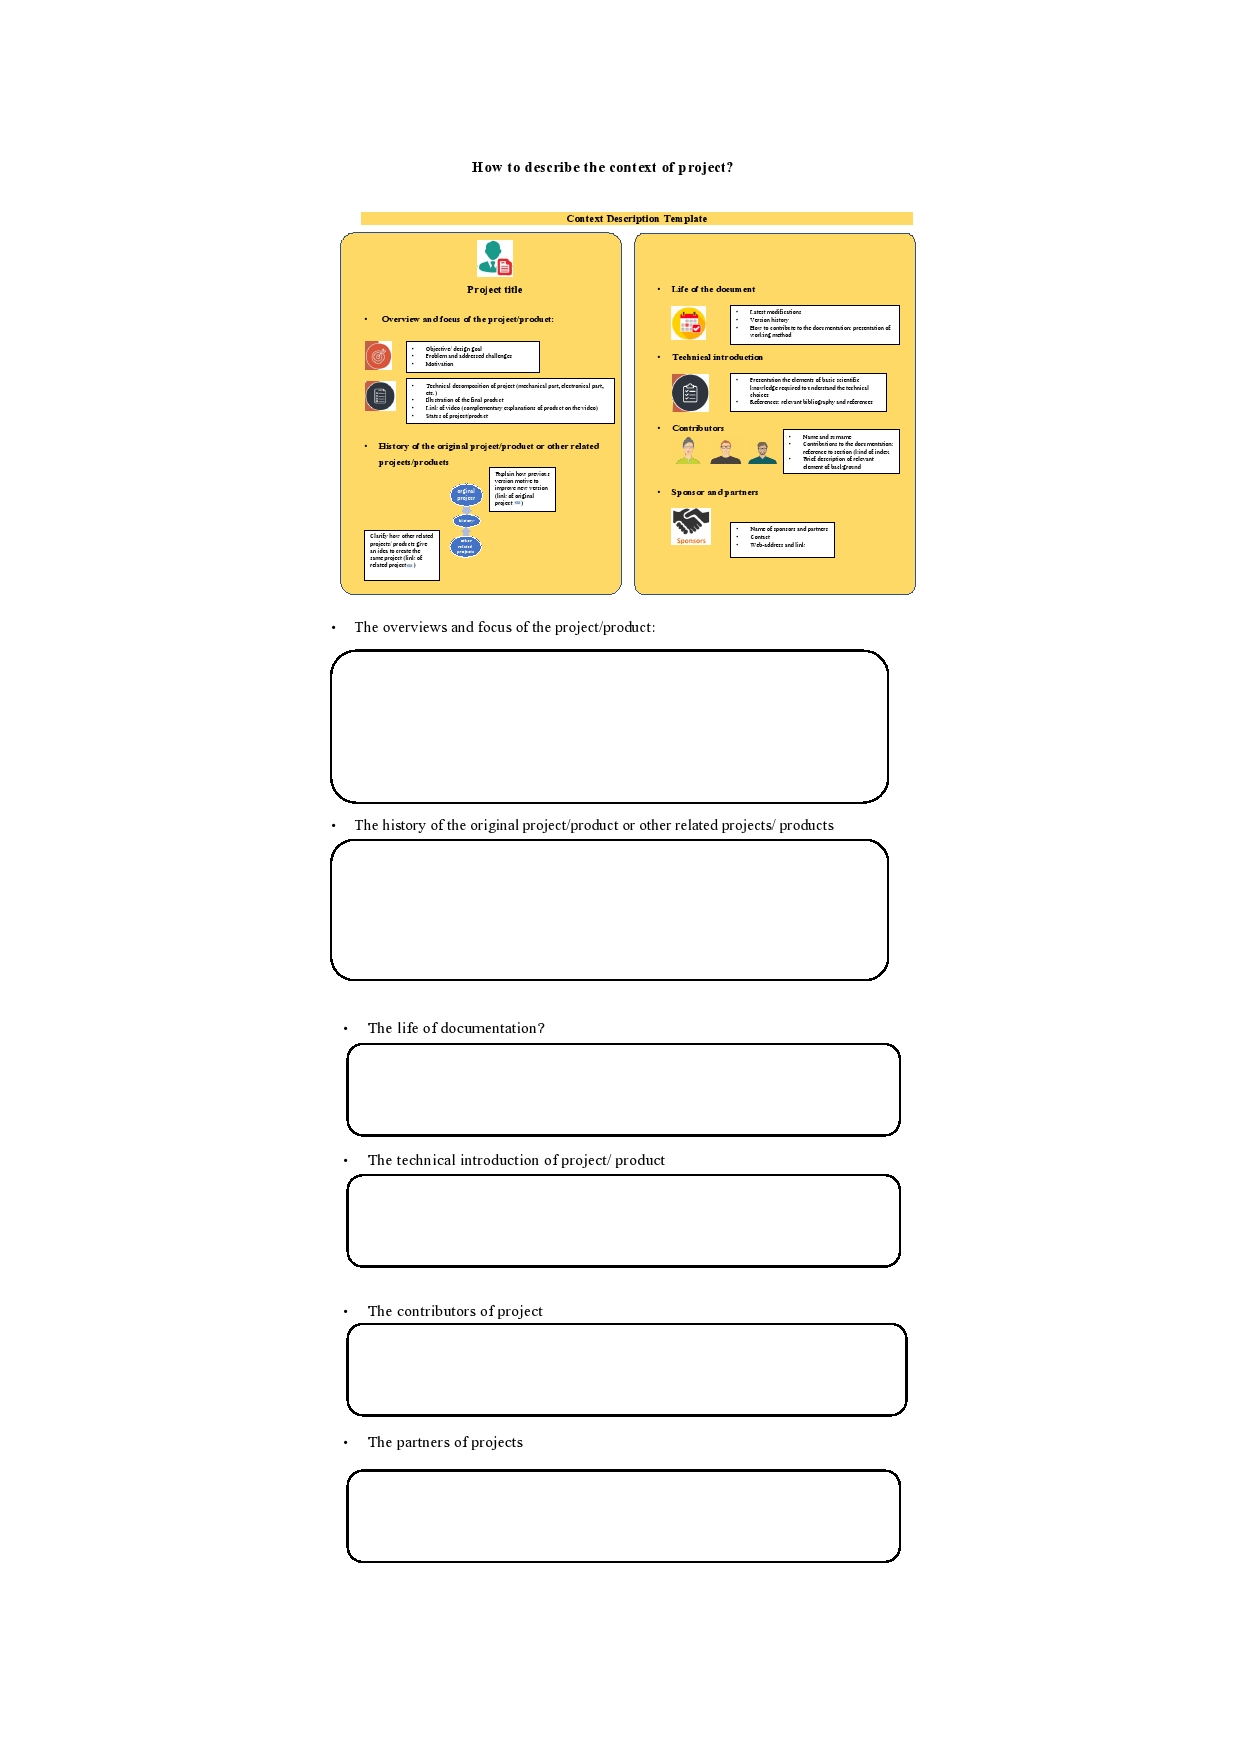 How to describe the context of project?
Context Description Template
Project title
• Overview and focus of the project/product:
• Objective/ design goal
• Problem and addressed challenges
• Motivation
• Technical decomposition of project (mechanical part, electronical part,
etc.)
• Illustration of the final product
• Link of video (complementary explanations of product on the video)
• Status of project/product
• History of the original project/product or other related
projects/products
Explain how previous
version motive to
improve new version
(link of original
project )
original
project
history
other
related
projects
Clarify how other related
projects/ products give
an idea to create the
same project (link of
related project )
• Life of the document
• Latest modifications
• Version history
• How to contribute to the documentation: presentation of
working method
• Technical introduction
• Presentation the elements of basic scientific
knowledge required to understand the technical
choices
• References: relevant bibliography and references
• Contributors
• Name and surname
• Contributions to the documentation:
reference to section (kind of index
• Brief description of relevant
element of background
• Sponsor and partners
Sponsors
• Name of sponsors and partners
• Contact
• Web-address and link
• The overviews and focus of the project/product:
• The history of the original project/product or other related projects/ products
• The life of documentation?
• The technical introduction of project/ product
• The contributors of project
• The partners of projects